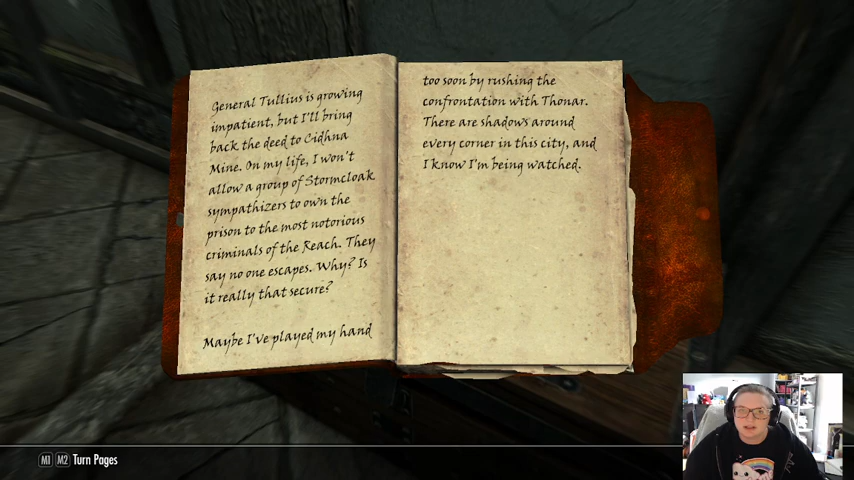 General Tullius is growing
impatient, but I'll bring
back the deed to Cidhna
Mine. On my life, I won't
allow a group of Stormcloak
sympathizers to own the
prison to the most notorious
criminals of the Reach. They
say no one escapes. Why? Is
it really that secure?
Maybe I've played my hand
too soon by rushing the
confrontation with Thonar.
There are shadows around
every corner in this city, and
I know I'm being watched.
M1 M2 Turn Pages